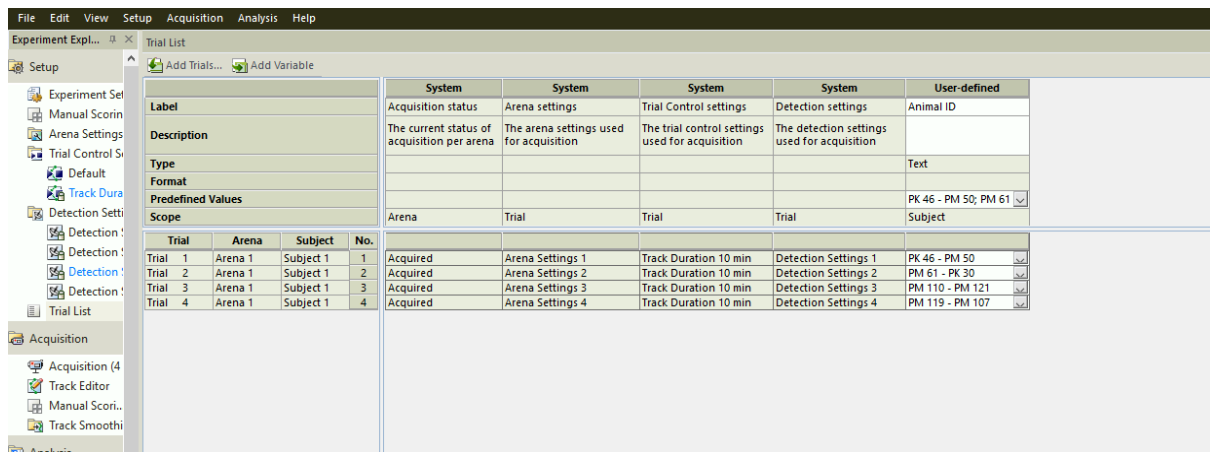 File Edit View Setup Acquisition Analysis Help
Experiment Expl...
Trial List
Setup
Add Trials... Add Variable
Experiment Set
Manual Scorin
Arena Settings
Trial Control Se
Default
Track Dura
Detection Setti
Detection S
Detection S
Detection S
Detection S
Trial List
Acquisition
Acquisition (4
Track Editor
Manual Scori..
Track Smoothi
Analysis
System System System System User-defined
Label Acquisition status Arena settings Trial Control settings Detection settings Animal ID
Description The current status of The arena settings used The trial control settings The detection settings
acquisition per arena for acquisition used for acquisition used for acquisition
Type Text
Format
Predefined Values PK 46 - PM 50; PM 61
Scope Arena Trial Trial Trial Subject
Trial Arena Subject No.
Trial 1 Arena 1 Subject 1 1 Acquired Arena Settings 1 Track Duration 10 min Detection Settings 1 PK 46 - PM 50
Trial 2 Arena 1 Subject 1 2 Acquired Arena Settings 2 Track Duration 10 min Detection Settings 2 PM 61 - PK 30
Trial 3 Arena 1 Subject 1 3 Acquired Arena Settings 3 Track Duration 10 min Detection Settings 3 PM 110 - PM 121
Trial 4 Arena 1 Subject 1 4 Acquired Arena Settings 4 Track Duration 10 min Detection Settings 4 PM 119 - PM 107